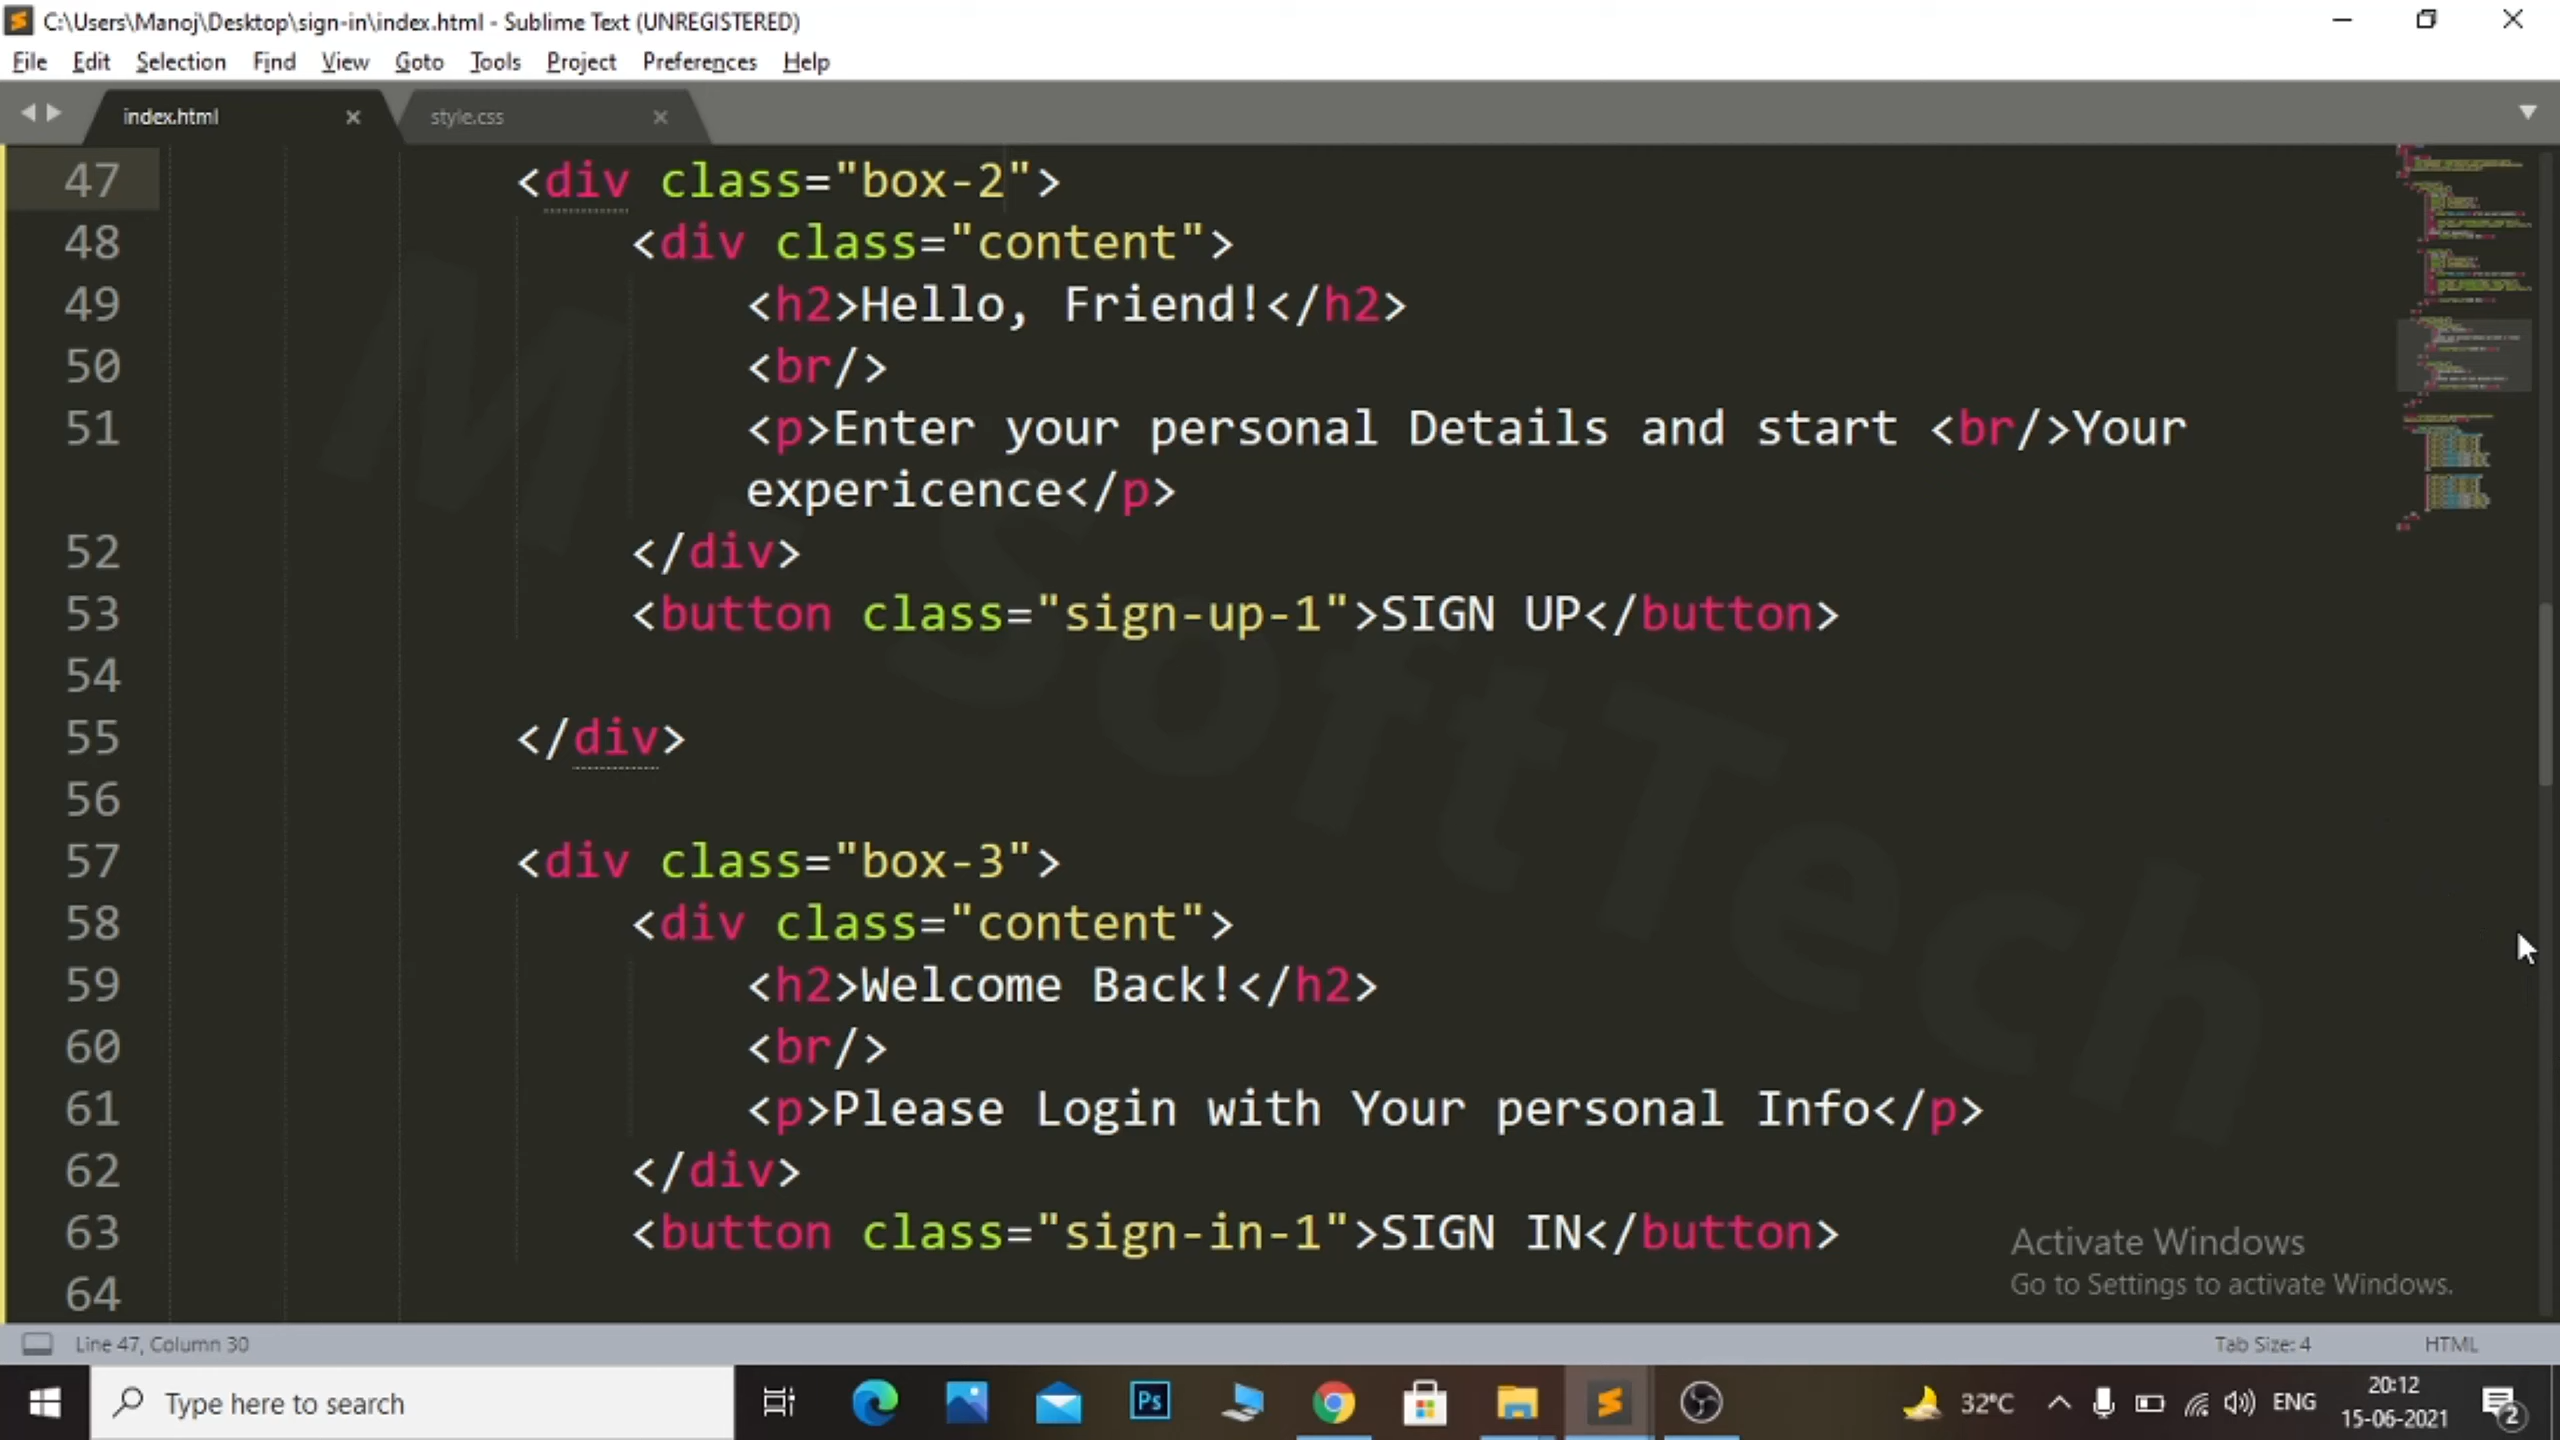 C:\Users\Manoj\Desktop\sign-in\index.html - Sublime Text (UNREGISTERED)
File Edit Selection Find View Goto Tools Project Preferences Help
index.html style.css
47 <div class="box-2">
48 <div class="content">
49 <h2>Hello, Friend!</h2>
50 <br/>
51 <p>Enter your personal Details and start <br/>Your
expericence</p>
52 </div>
53 <button class="sign-up-1">SIGN UP</button>
54
55 </div>
56
57 <div class="box-3">
58 <div class="content">
59 <h2>Welcome Back!</h2>
60 <br/>
61 <p>Please Login with Your personal Info</p>
62 </div>
63 <button class="sign-in-1">SIGN IN</button>
64
Activate Windows
Go to Settings to activate Windows.
Line 47, Column 30 Tab Size: 4 HTML
Type here to search Ps 32°C ENG 20:12
15-06-2021 2
SoftTech